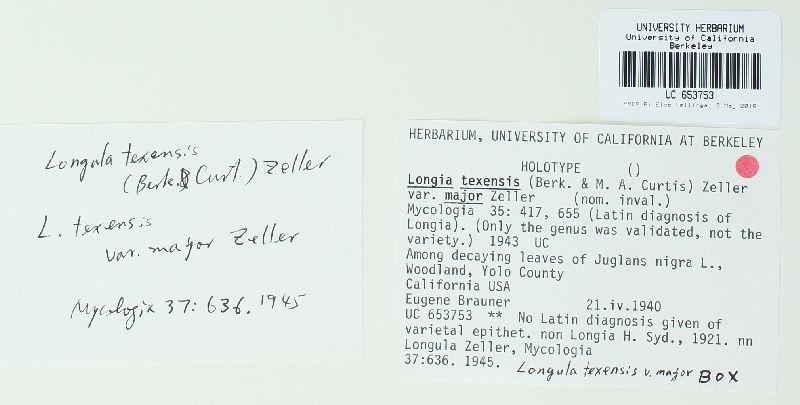 UNIVERSITY HERBARIUM
University of California
Berkeley
UC 653753
Longula texensis
(Berk. & Curt.) Zeller
L. texensis
var. major Zeller
Mycologia 37: 636. 1945
HERBARIUM, UNIVERSITY OF CALIFORNIA AT BERKELEY
HOLOTYPE ()
Longia texensis (Berk. & M. A. Curtis) Zeller
var. major Zeller (nom. inval.)
Mycologia 35: 417, 655 (Latin diagnosis of
Longia). (Only the genus was validated, not the
variety.) 1943 UC
Among decaying leaves of Juglans nigra L.,
Woodland, Yolo County
California USA
Eugene Brauner 21.iv.1940
UC 653753 ** No Latin diagnosis given of
varietal epithet. non Longia H. Syd., 1921. nn
Longula Zeller, Mycologia
37:636. 1945. Longula texensis v. major BOX